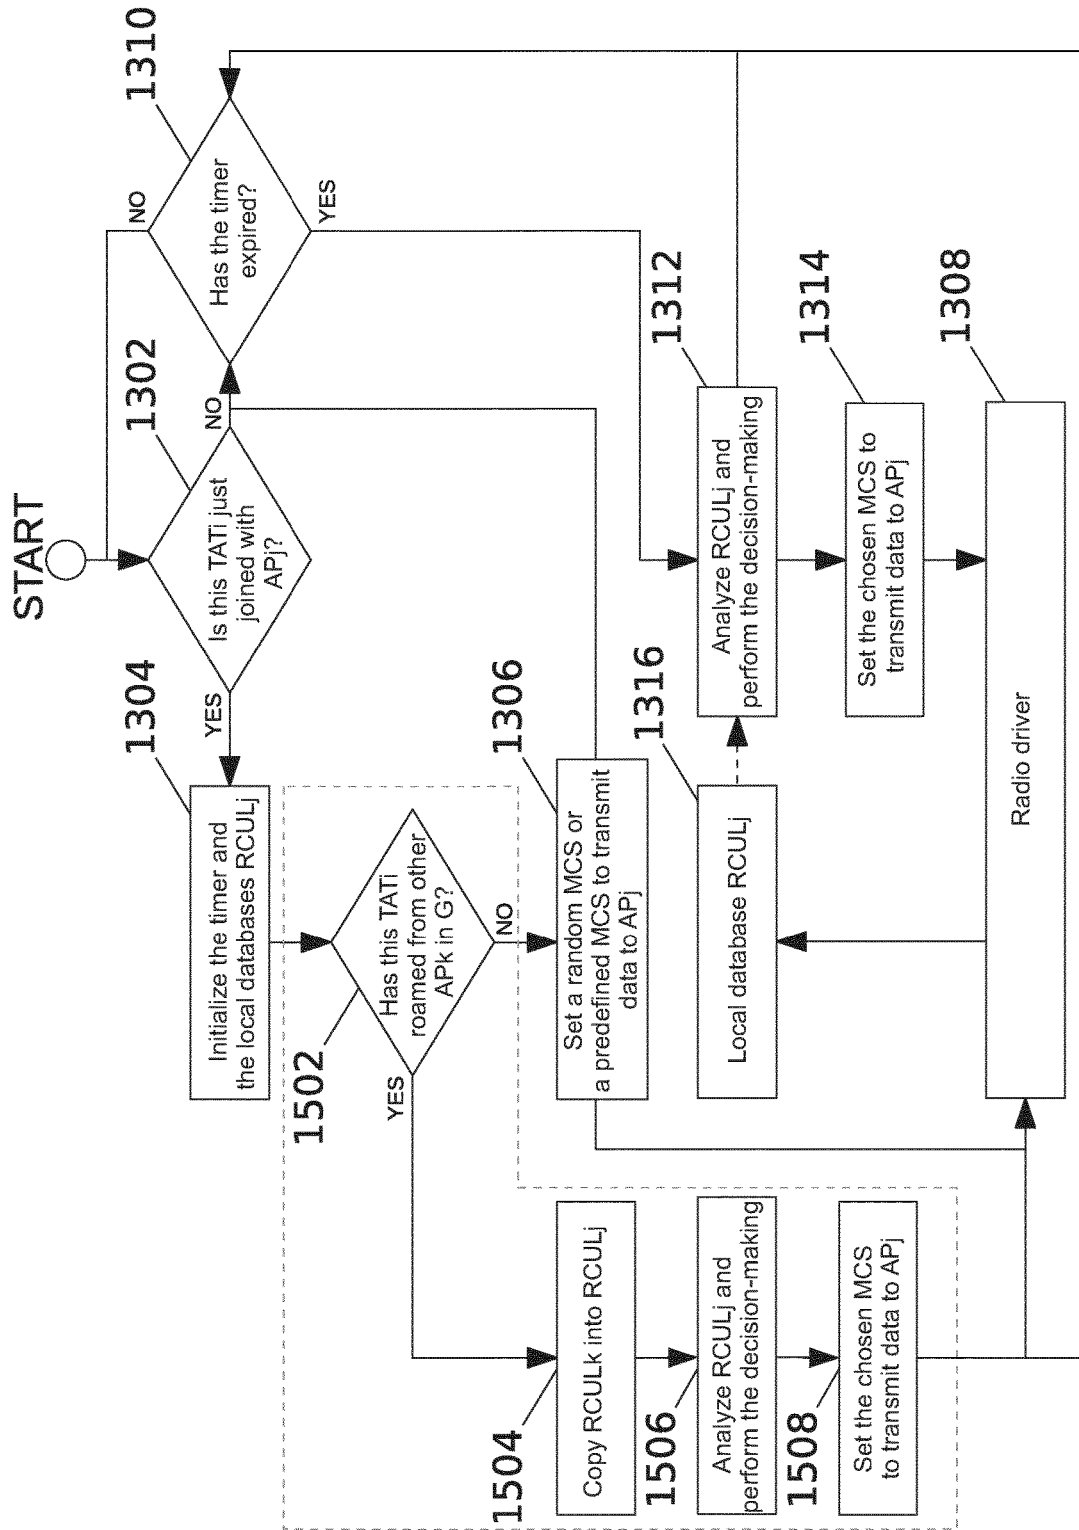 START
1302
Is this TATi just
joined with
APj?
YES
NO
1310
Has the timer
expired?
NO
YES
1304
Initialize the timer and
the local databases RCULj
1502
Has this TATi
roamed from other
APk in G?
YES
NO
1306
Set a random MCS or
a predefined MCS to transmit
data to APj
1504
Copy RCULk into RCULj
1506
Analyze RCULj and
perform the decision-making
1508
Set the chosen MCS
to transmit data to APj
1316
Local database RCULj
1312
Analyze RCULj and
perform the decision-making
1314
Set the chosen MCS to
transmit data to APj
1308
Radio driver